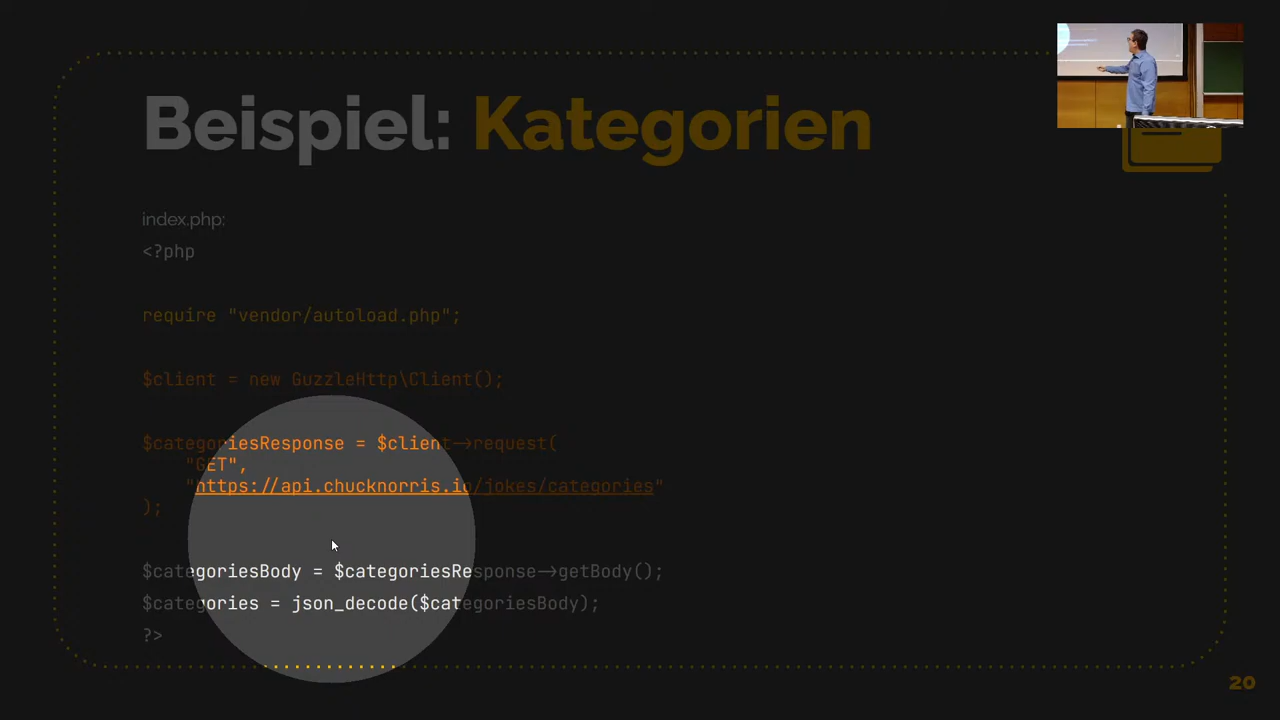 Beispiel: Kategorien
index.php:
<?php
require "vendor/autoload.php";
$client = new GuzzleHttp\Client();
$categoriesResponse = $client->request(
"GET",
"https://api.chucknorris.io/jokes/categories"
);
$categoriesBody = $categoriesResponse->getBody();
$categories = json_decode($categoriesBody);
?>
20